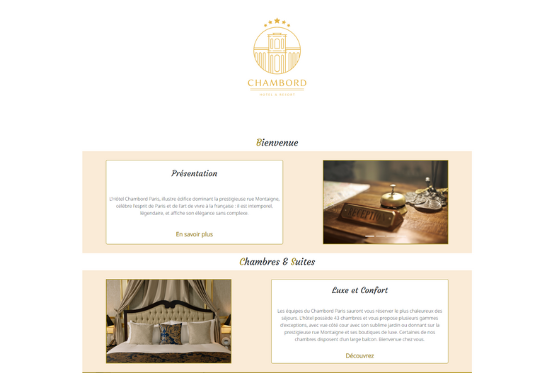 CHAMBORD
HOTEL & RESORT
Bienvenue
Présentation
L'Hôtel Chambord Paris, illustre édifice dominant la prestigieuse rue Montaigne,
célèbre l'esprit de Paris et de l'art de vivre à la française : il est intemporel,
légendaire, et affiche son élégance sans complexe.
En savoir plus
Chambres & Suites
Luxe et Confort
Les équipes du Chambord Paris sauront vous réserver le plus chaleureux des
séjours. L'hôtel possède 43 chambres et vous propose plusieurs gammes
d'exceptions, avec vue côté cour avec son sublime jardin ou donnant sur la
prestigieuse rue Montaigne et ses boutiques de luxe. Certaines de nos
chambres disposent d'un large balcon. Bienvenue chez vous.
Découvrez